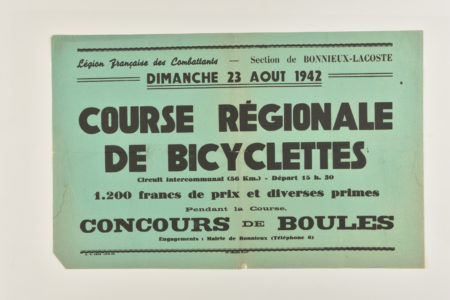 Légion Française des Combattants — Section de BONNIEUX-LACOSTE
DIMANCHE 23 AOUT 1942
COURSE RÉGIONALE
DE BICYCLETTES
Circuit intercommunal (56 Km.) - Départ 15 h. 30
1.200 francs de prix et diverses primes
Pendant la Course,
CONCOURS DE BOULES
Engagements : Mairie de Bonnieux (Téléphone 6)